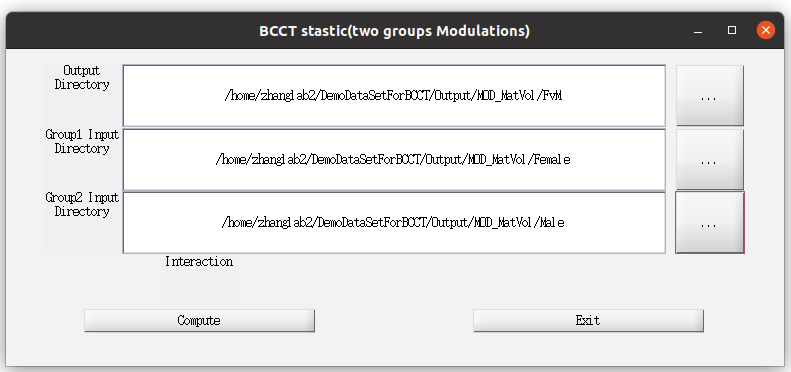 BCCT stastic(two groups Modulations)
Output
Directory
/home/zhanglab2/DemoDataSetForBCCT/Output/MOD_MatVol/FvM
...
Group1 Input
Directory
/home/zhanglab2/DemoDataSetForBCCT/Output/MOD_MatVol/Female
...
Group2 Input
Directory
/home/zhanglab2/DemoDataSetForBCCT/Output/MOD_MatVol/Male
...
Interaction
Compute
Exit